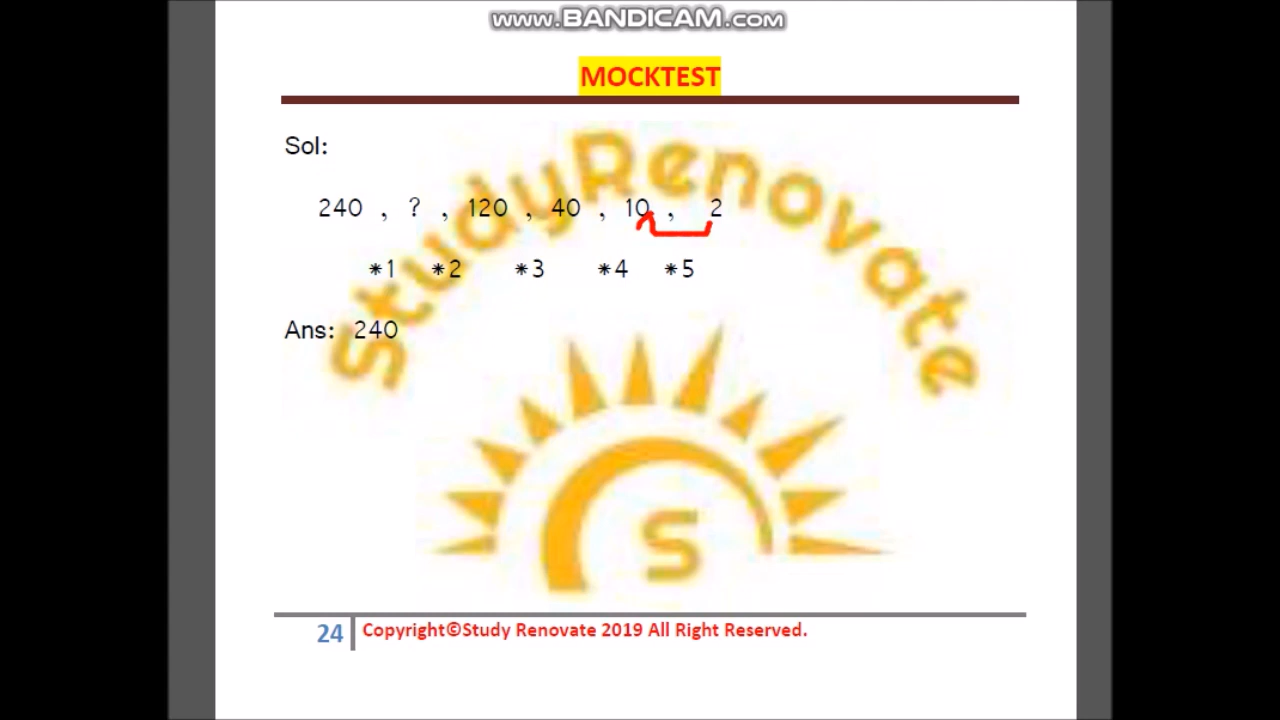 www.BANDICAM.com
MOCKTEST
Sol:
StudyRenovate
240 , ? , 120 , 40 , 10 , 2
*1 *2 *3 *4 *5
Ans: 240
S
24 Copyright©Study Renovate 2019 All Right Reserved.